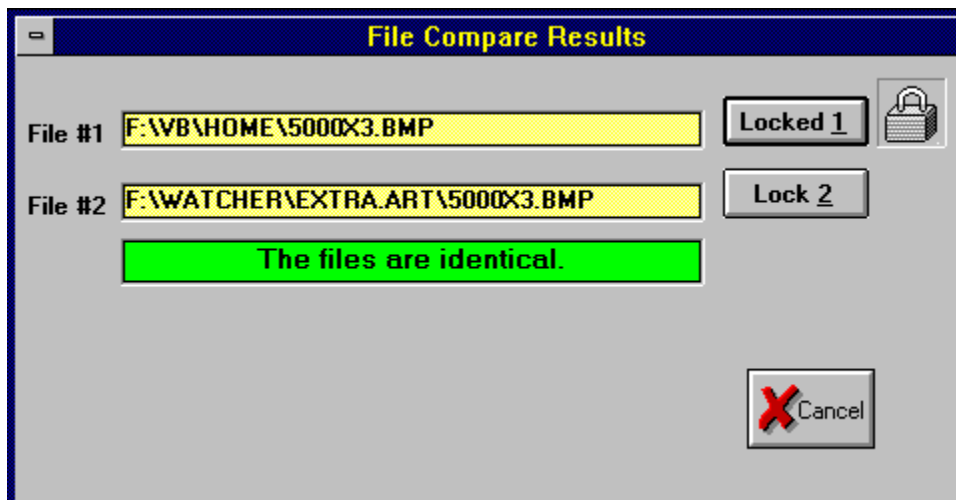 File Compare Results
File #1 F:\VB\HOME\5000X3.BMP Locked 1
File #2 F:\WATCHER\EXTRA.ART\5000X3.BMP Lock 2
The files are identical.
Cancel